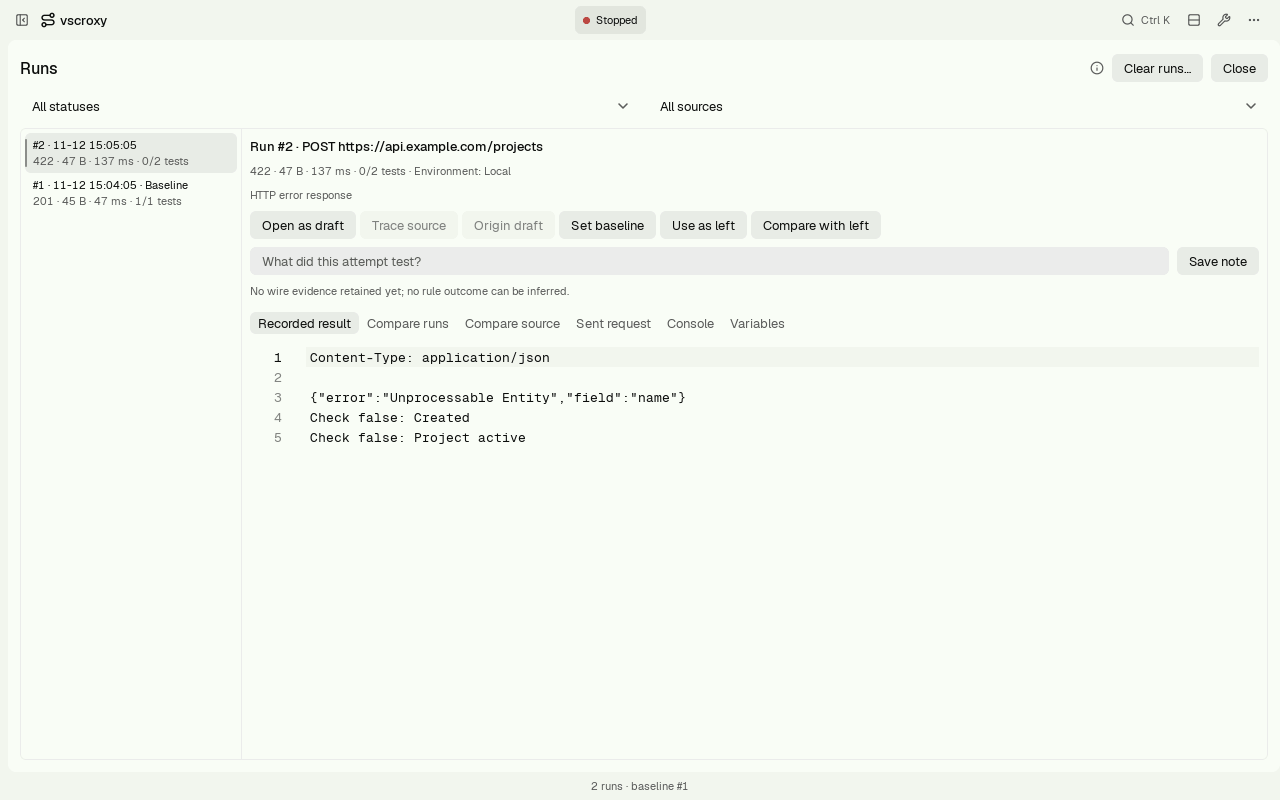 vscroxy
Stopped
Ctrl K
Runs
Clear runs…
Close
All statuses
All sources
#2 · 11-12 15:05:05
422 · 47 B · 137 ms · 0/2 tests
#1 · 11-12 15:04:05 · Baseline
201 · 45 B · 47 ms · 1/1 tests
Run #2 · POST https://api.example.com/projects
422 · 47 B · 137 ms · 0/2 tests · Environment: Local
HTTP error response
Open as draft
Trace source
Origin draft
Set baseline
Use as left
Compare with left
What did this attempt test?
Save note
No wire evidence retained yet; no rule outcome can be inferred.
Recorded result
Compare runs
Compare source
Sent request
Console
Variables
1 Content-Type: application/json
2
3 {"error":"Unprocessable Entity","field":"name"}
4 Check false: Created
5 Check false: Project active
2 runs · baseline #1